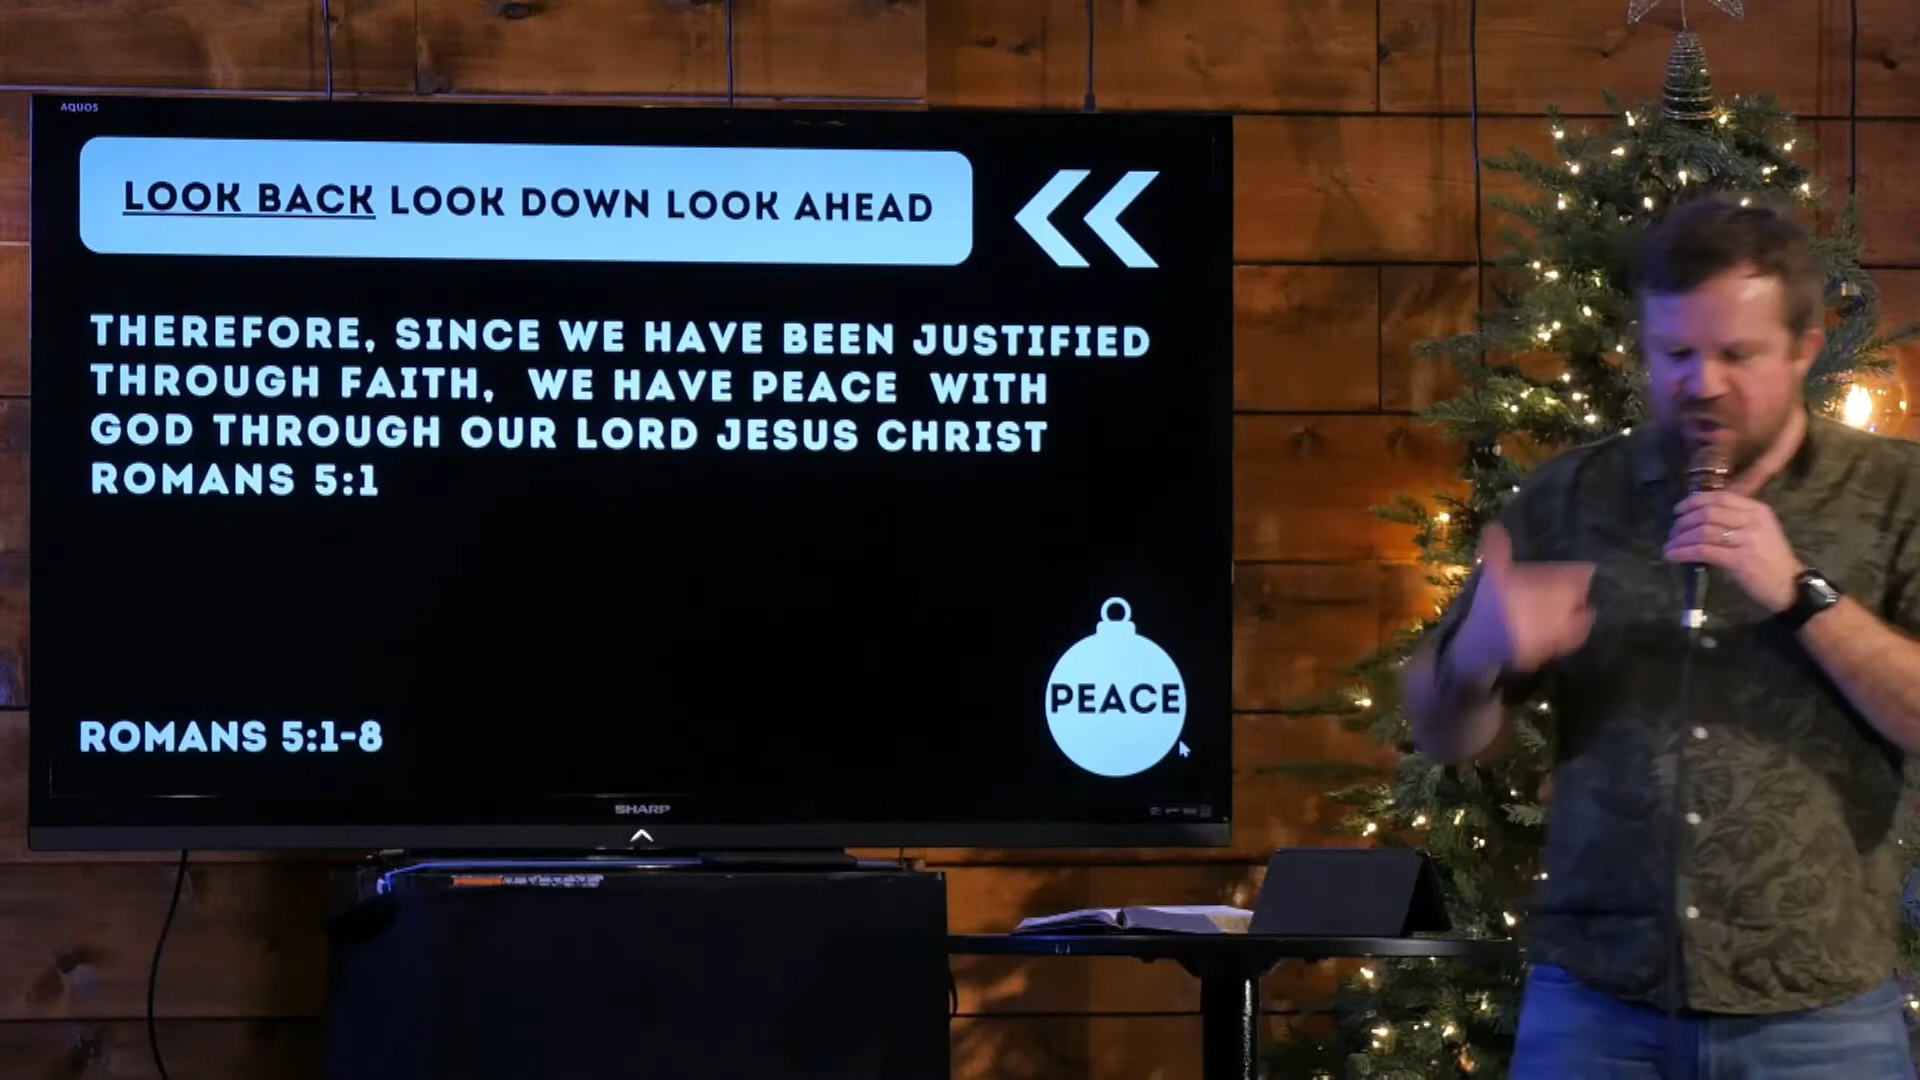 AQUOS
LOOK BACK LOOK DOWN LOOK AHEAD
THEREFORE, SINCE WE HAVE BEEN JUSTIFIED
THROUGH FAITH, WE HAVE PEACE WITH
GOD THROUGH OUR LORD JESUS CHRIST
ROMANS 5:1
PEACE
ROMANS 5:1-8
SHARP